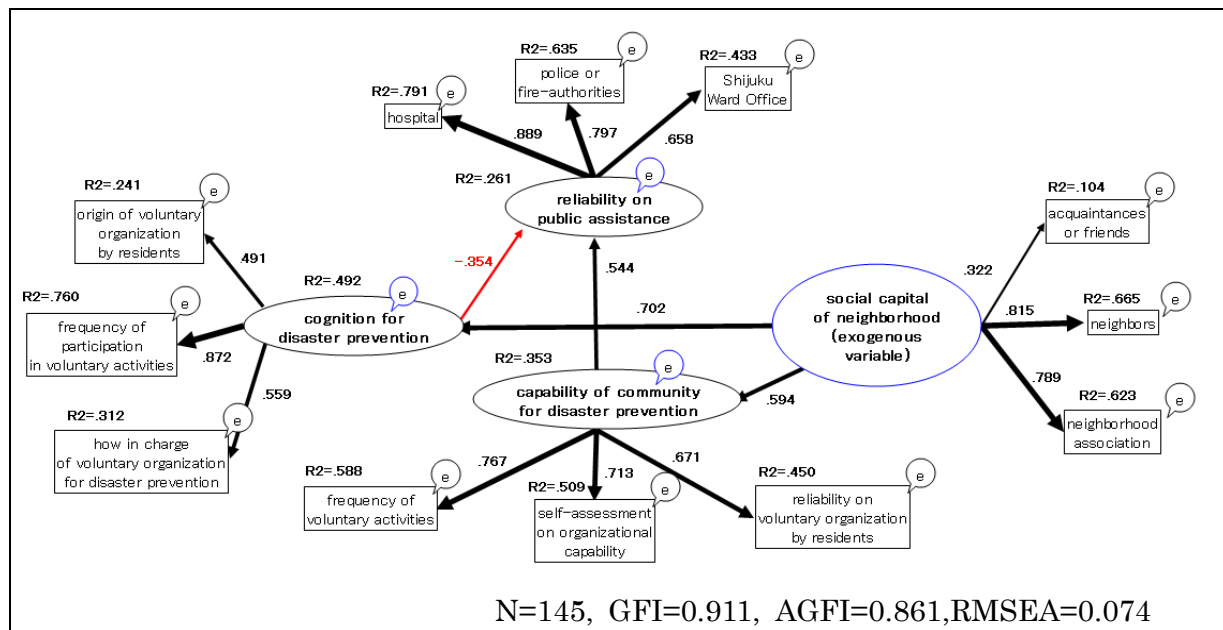 R2=.635
e
police or
fire-authorities
R2=.433
e
Shijuku
Ward Office
R2=.791
e
hospital
.889
.797
.658
R2=.261
e
reliability on
public assistance
R2=.241
e
origin of voluntary
organization
by residents
.491
R2=.104
e
acquaintances
or friends
.322
-.354
.544
R2=.492
e
cognition for
disaster prevention
R2=.760
e
frequency of
participation
in voluntary activities
.872
.702
social capital
of neighborhood
(exogenous
variable)
.815
R2=.665
e
neighbors
.789
.559
R2=.353
e
capability of community
for disaster prevention
.594
R2=.623
e
neighborhood
association
R2=.312
e
how in charge
of voluntary organization
for disaster prevention
.767
.713
.671
R2=.588
e
frequency of
voluntary activities
R2=.509
e
self-assessment
on organizational
capability
R2=.450
e
reliability on
voluntary organization
by residents
N=145, GFI=0.911, AGFI=0.861,RMSEA=0.074